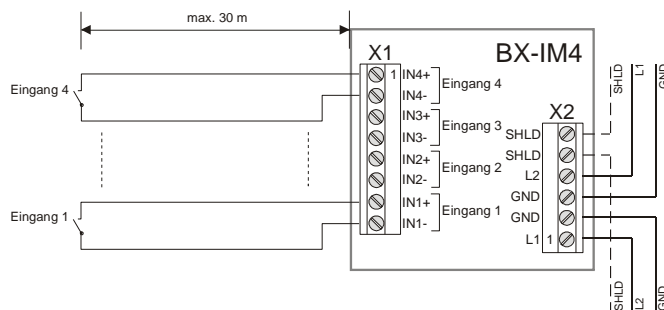 max. 30 m
X1
BX-IM4
SHLD
L1
GND
1
IN4+
Eingang 4
IN4-
Eingang 4
IN3+
Eingang 3
IN3-
X2
SHLD
SHLD
IN2+
Eingang 2
IN2-
L2
GND
IN1+
Eingang 1
Eingang 1
IN1-
GND
L1 1
SHLD
L2
GND